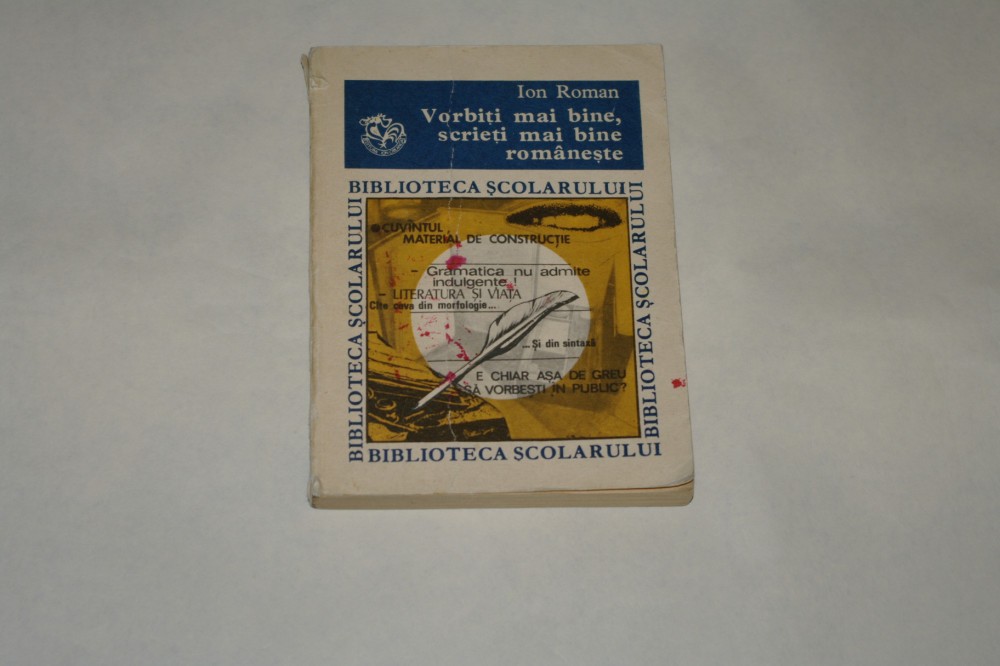 Ion Roman
Vorbiți mai bine,
scrieți mai bine
românește
BIBLIOTECA ȘCOLARULUI
BIBLIOTECA ȘCOLARULUI
BIBLIOTECA ȘCOLARULUI
CUVÎNTUL
MATERIAL DE CONSTRUCȚIE
- Gramatica nu admite
indulgențe!
- LITERATURA ȘI VIAȚA
Cîte ceva din morfologie...
...Și din sintaxă
E CHIAR AȘA DE GREU
SĂ VORBEȘTI IN PUBLIC?
BIBLIOTECA ȘCOLARULUI